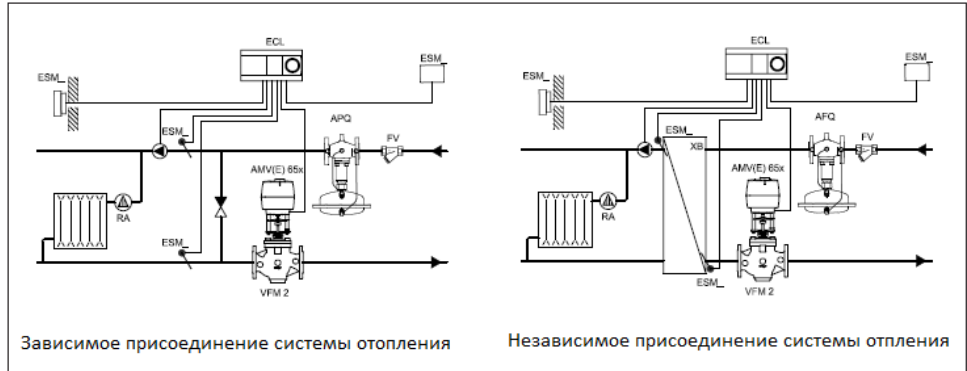 ECL
ESM_
ESM_
ESM_
APQ
FV
AMV(E) 65x
RA
ESM_
VFM 2
Зависимое присоединение системы отопления
ECL
ESM_
ESM_
ESM_
XB
AFQ
FV
AMV(E) 65x
RA
ESM_
VFM 2
Независимое присоединение системы отпления